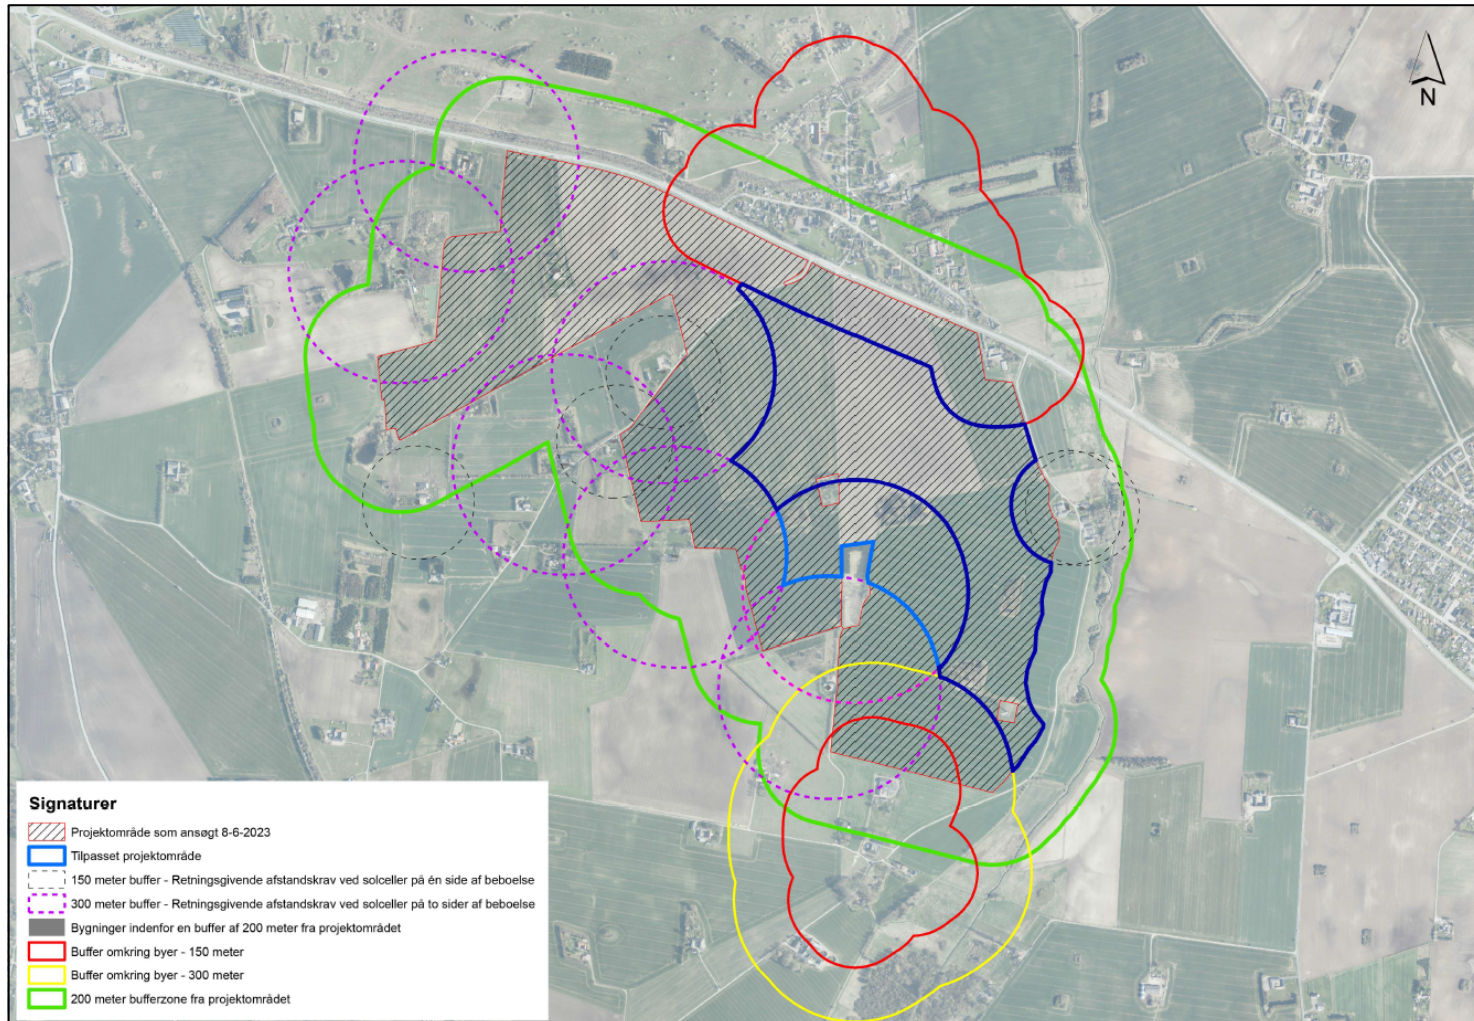 N
Signaturer
Projektområde som ansøgt 8-6-2023
Tilpasset projektområde
150 meter buffer - Retningsgivende afstandskrav ved solceller på én side af beboelse
300 meter buffer - Retningsgivende afstandskrav ved solceller på to sider af beboelse
Bygninger indenfor en buffer af 200 meter fra projektområdet
Buffer omkring byer - 150 meter
Buffer omkring byer - 300 meter
200 meter bufferzone fra projektområdet